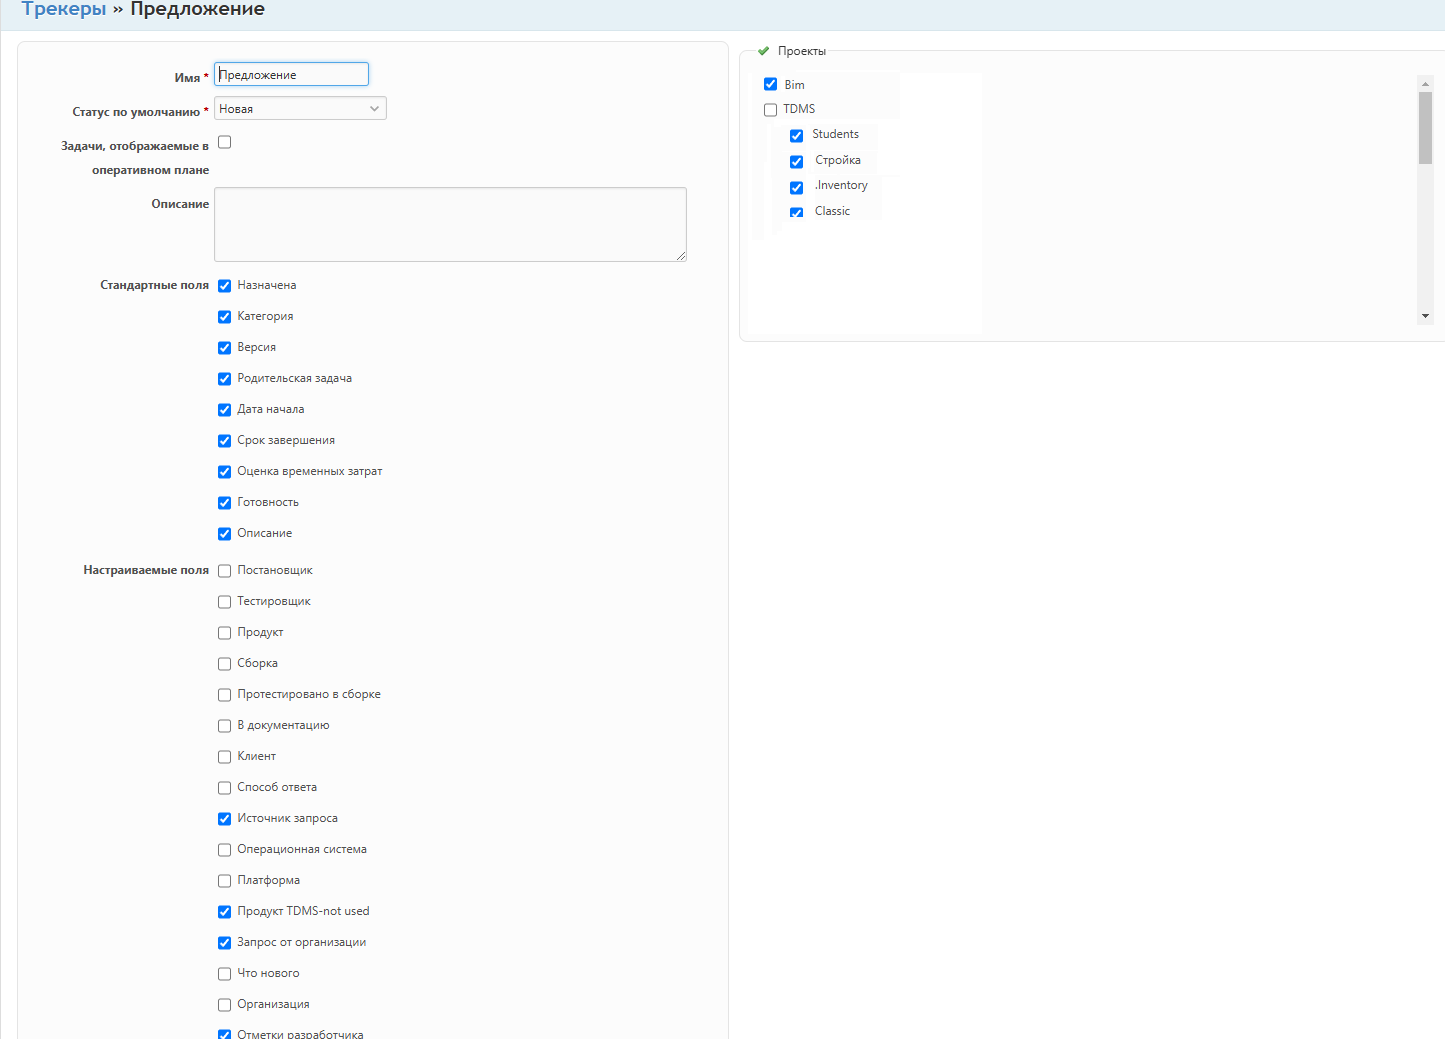 Трекеры » Предложение
Имя *
Предложение
Статус по умолчанию *
Новая
Задачи, отображаемые в
оперативном плане
Описание
Стандартные поля
Назначена
Категория
Версия
Родительская задача
Дата начала
Срок завершения
Оценка временных затрат
Готовность
Описание
Настраиваемые поля
Постановщик
Тестировщик
Продукт
Сборка
Протестировано в сборке
В документацию
Клиент
Способ ответа
Источник запроса
Операционная система
Платформа
Продукт TDMS-not used
Запрос от организации
Что нового
Организация
Отметки разработчика
Проекты
Bim
TDMS
Students
Стройка
.Inventory
Classic